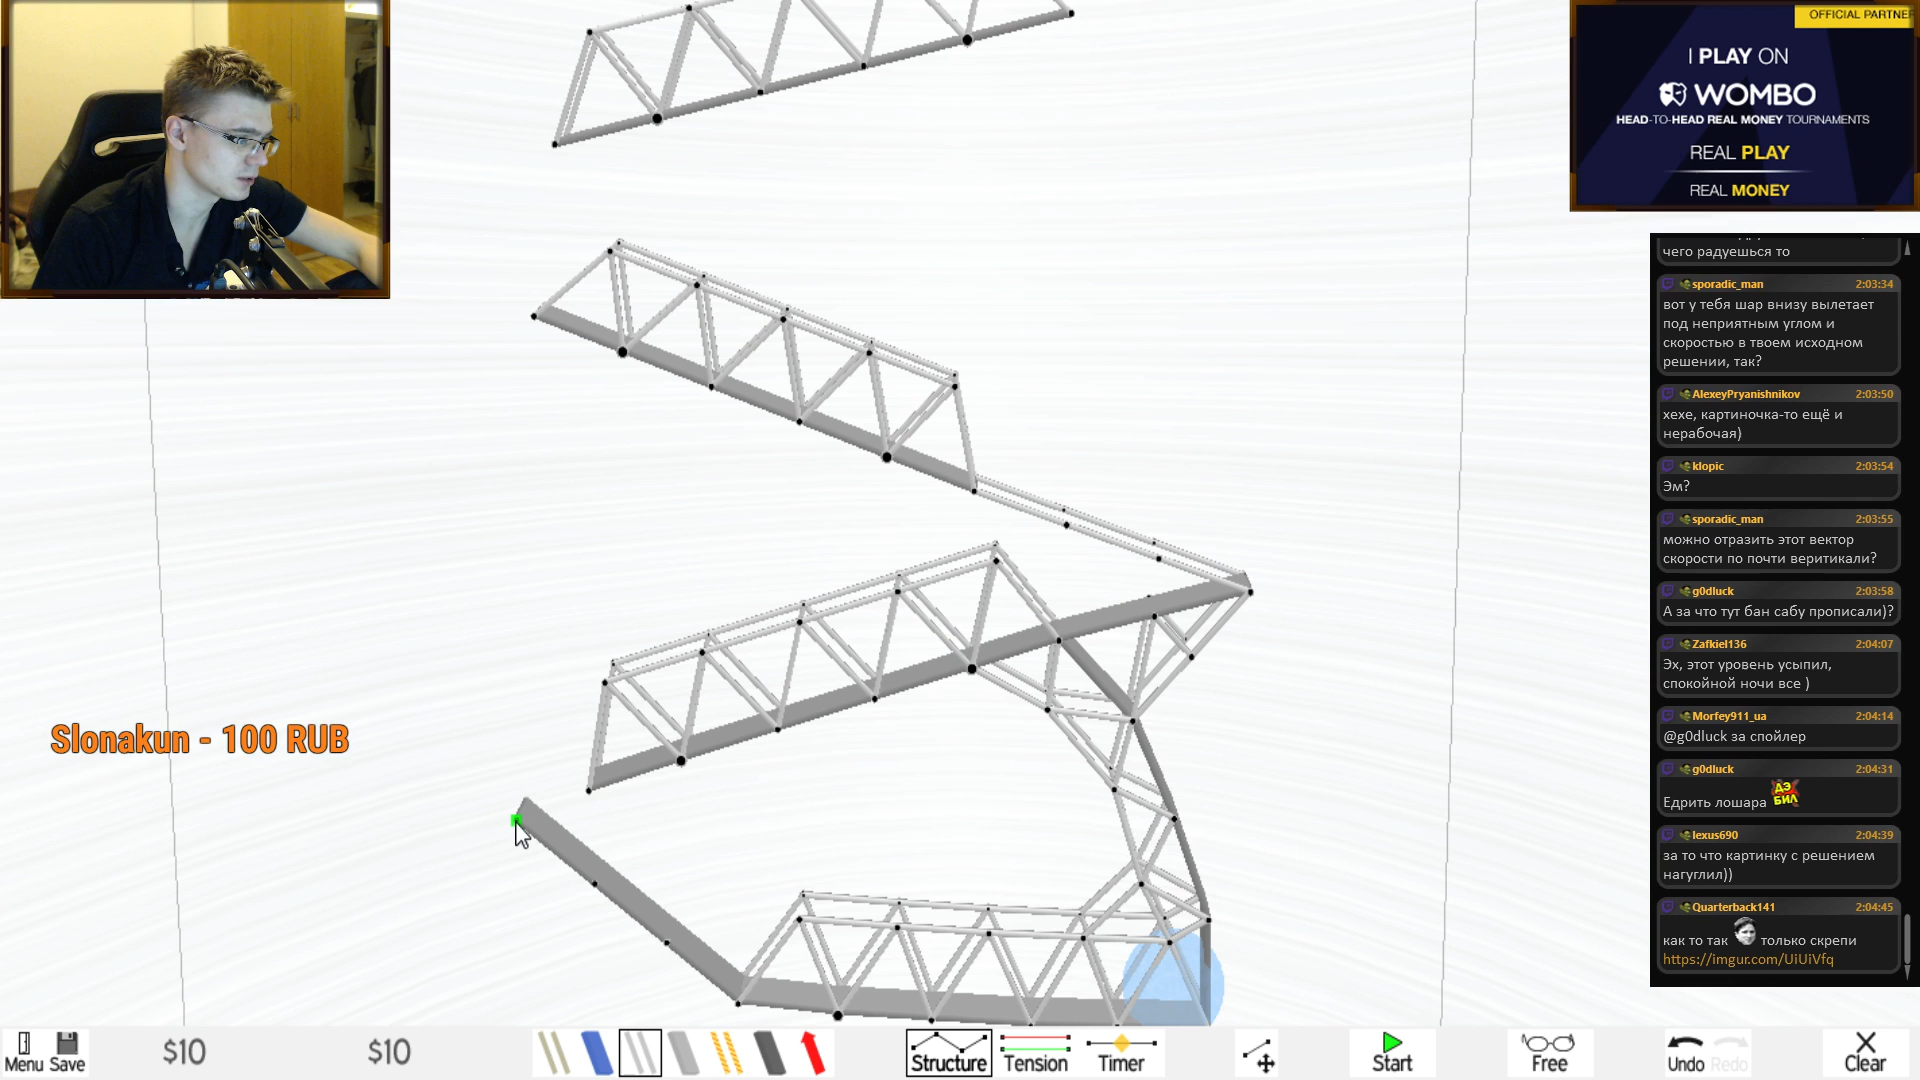 OFFICIAL PARTNER
I PLAY ON
WOMBO
HEAD-TO-HEAD REAL MONEY TOURNAMENTS
REAL PLAY
REAL MONEY
чего радуешься то
sporadic_man 2:03:34
вот у тебя шар внизу вылетает
под неприятным углом и
скоростью в твоем исходном
решении, так?
AlexeyPryanishnikov 2:03:50
хехе, картиночка-то ещё и
нерабочая)
klopic 2:03:54
Эм?
sporadic_man 2:03:55
можно отразить этот вектор
скорости по почти веритикали?
g0dluck 2:03:58
А за что тут бан сабу прописали)?
Zafkiel136 2:04:07
Эх, этот уровень усыпил,
спокойной ночи все )
Morfey911_ua 2:04:14
@g0dluck за спойлер
g0dluck 2:04:31
Едрить лошара ДЭБИЛ
lexus690 2:04:39
за то что картинку с решением
нагуглил))
Quarterback141 2:04:45
как то так только скрепи
https://imgur.com/UiUiVfq
Slonakun - 100 RUB
Menu Save $10 $10 Structure Tension Timer Start Free Undo Redo Clear